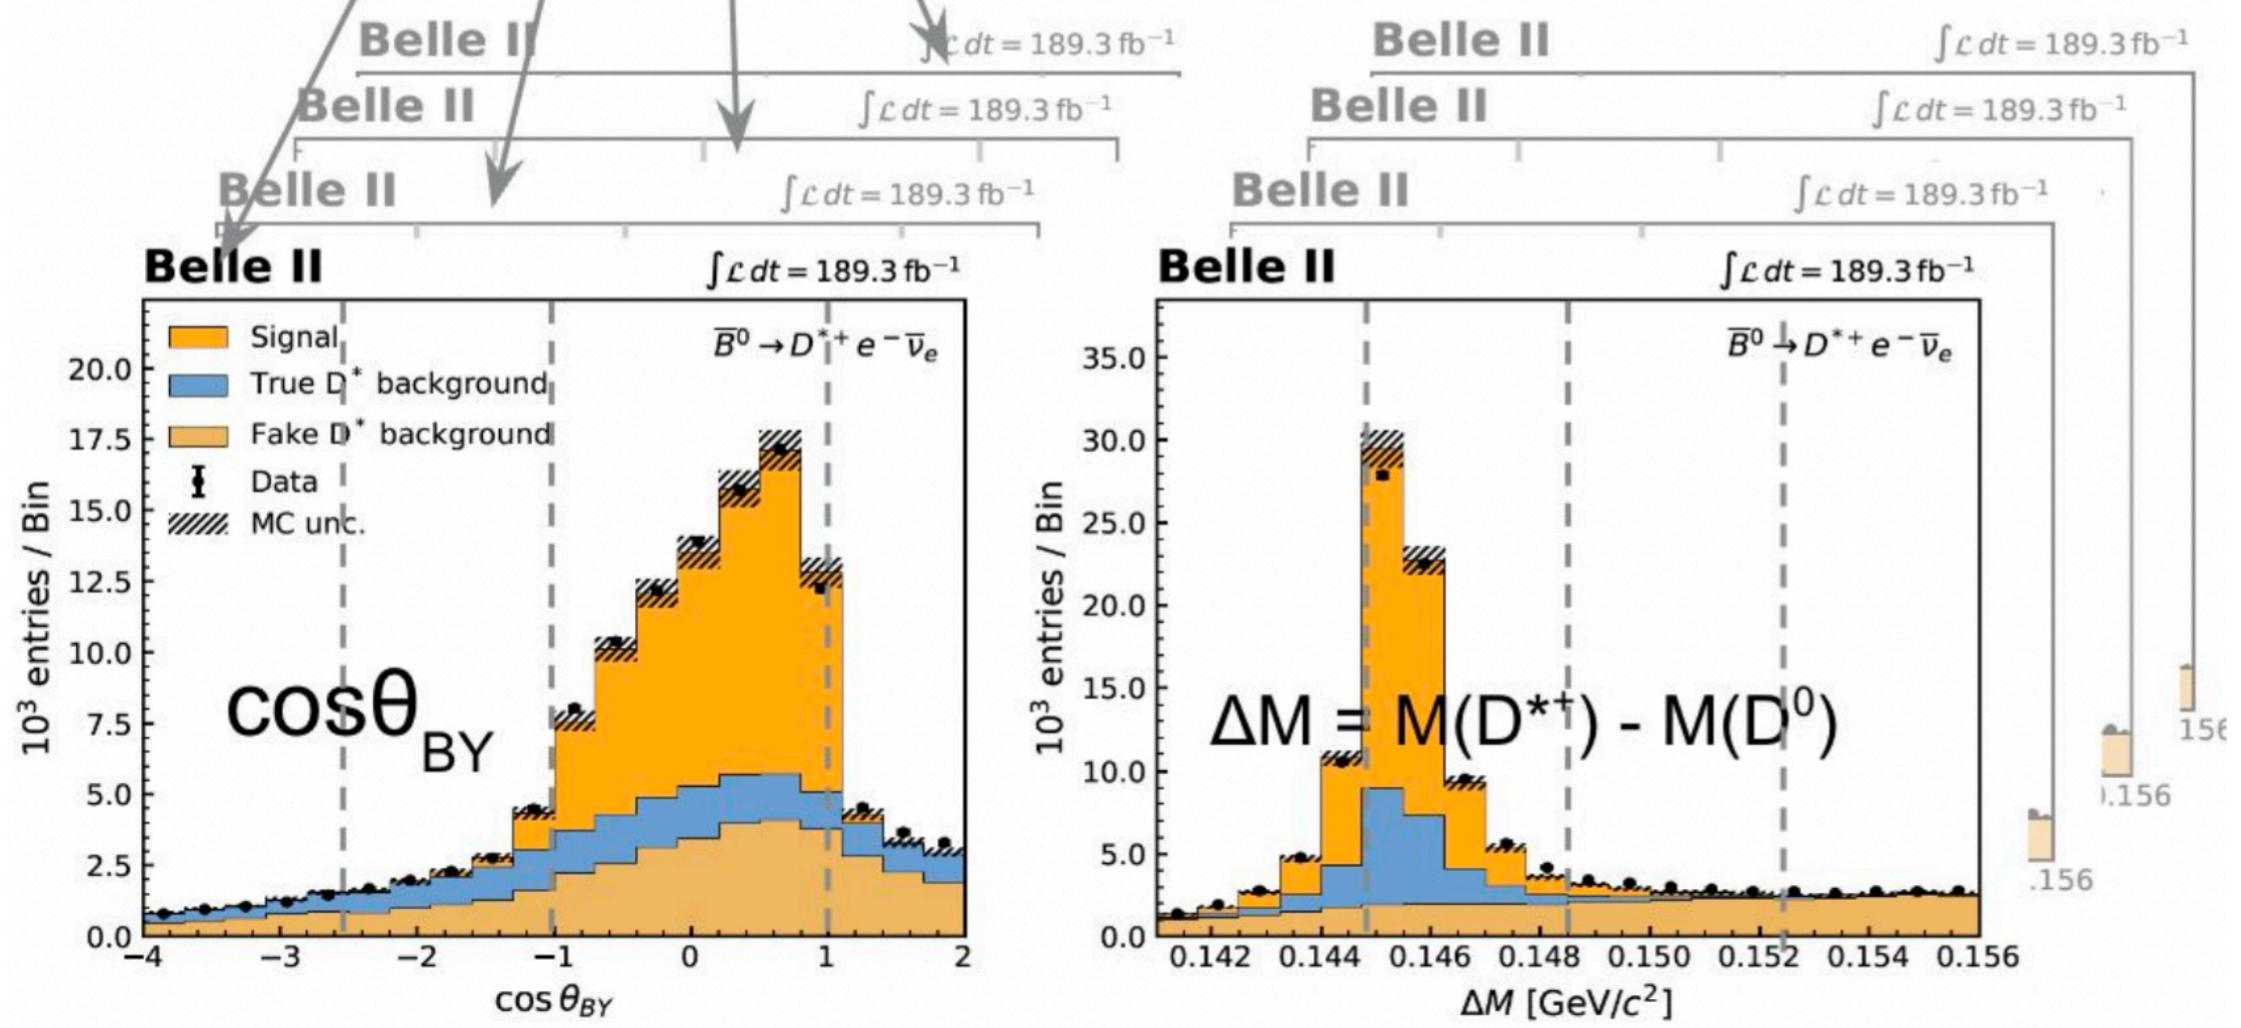 Belle II ∫ℒ dt = 189.3 fb⁻¹
Belle II ∫ℒ dt = 189.3 fb⁻¹
Belle II ∫ℒ dt = 189.3 fb⁻¹
Belle II ∫ℒ dt = 189.3 fb⁻¹
B̅⁰ → D*⁺ e⁻ ν̅ₑ
Signal
True D* background
Fake D* background
Data
MC unc.
cosθ_BY
10³ entries / Bin
20.0
17.5
15.0
12.5
10.0
7.5
5.0
2.5
0.0
−4 −3 −2 −1 0 1 2
cos θ_BY
Belle II ∫ℒ dt = 189.3 fb⁻¹
Belle II ∫ℒ dt = 189.3 fb⁻¹
Belle II ∫ℒ dt = 189.3 fb⁻¹
Belle II ∫ℒ dt = 189.3 fb⁻¹
B̅⁰ → D*⁺ e⁻ ν̅ₑ
ΔM = M(D*⁺) - M(D⁰)
10³ entries / Bin
35.0
30.0
25.0
20.0
15.0
10.0
5.0
0.0
0.142 0.144 0.146 0.148 0.150 0.152 0.154 0.156
ΔM [GeV/c²]
.156
.156
156